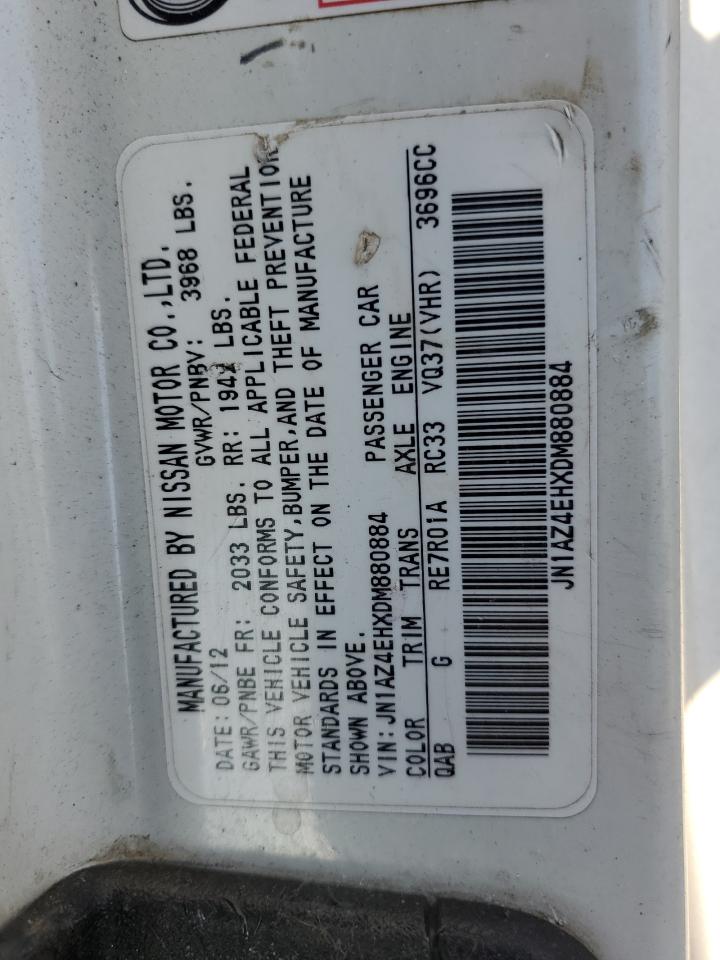 MANUFACTURED BY NISSAN MOTOR CO.,LTD.
DATE: 06/12 GVWR/PNBV: 3968 LBS.
GAWR/PNBE FR: 2033 LBS. RR: 1942 LBS.
THIS VEHICLE CONFORMS TO ALL APPLICABLE FEDERAL
MOTOR VEHICLE SAFETY,BUMPER,AND THEFT PREVENTION
STANDARDS IN EFFECT ON THE DATE OF MANUFACTURE
SHOWN ABOVE.
VIN:JN1AZ4EHXDM880884 PASSENGER CAR
COLOR TRIM TRANS AXLE ENGINE
QAB G RE7R01A RC33 VQ37(VHR) 3696CC
JN1AZ4EHXDM880884